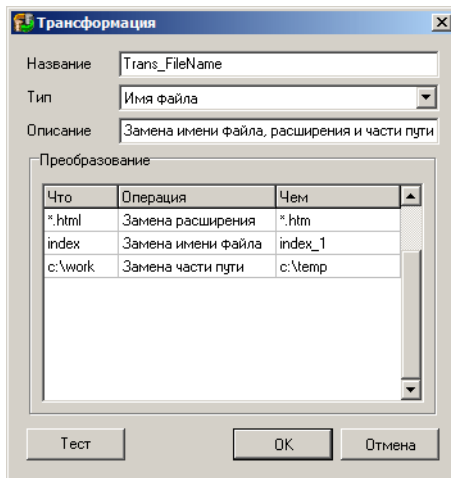 Трансформация
Название Trans_FileName
Тип Имя файла
Описание Замена имени файла, расширения и части пути
Преобразование
Что Операция Чем
*.html Замена расширения *.htm
index Замена имени файла index_1
c:\work Замена части пути c:\temp
Тест OK Отмена